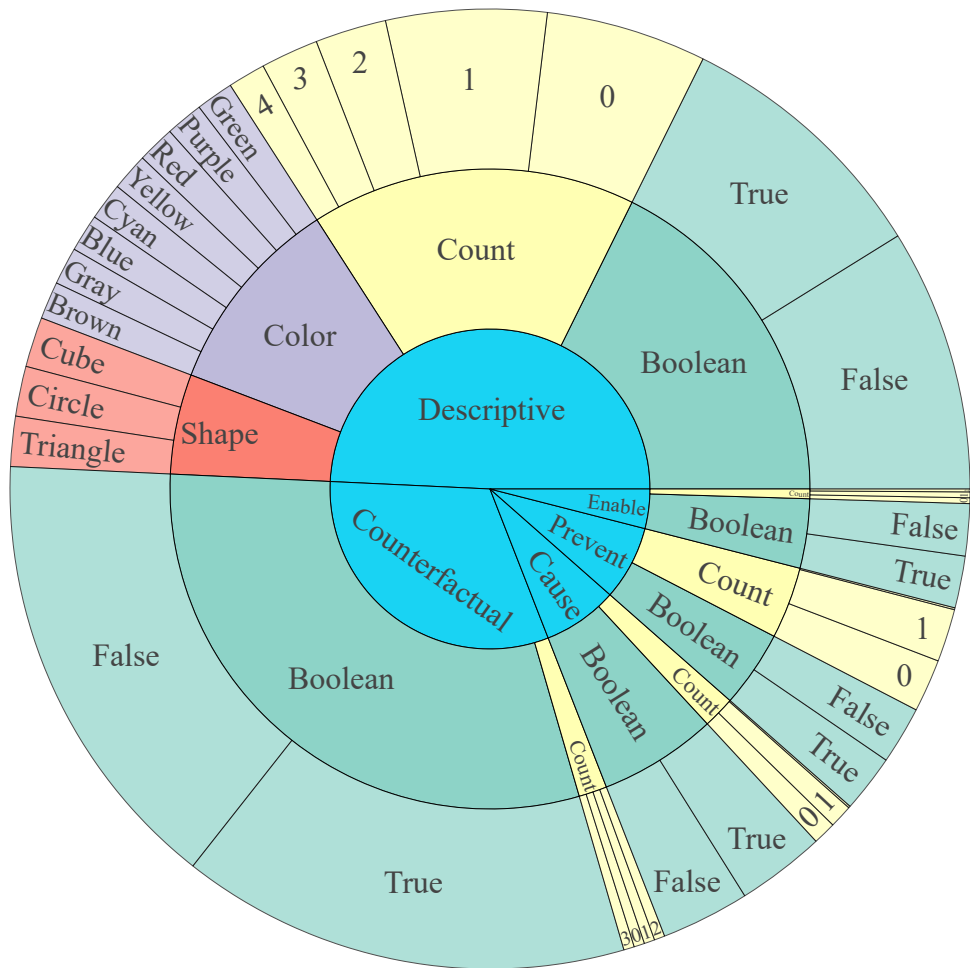 Descriptive
Enable
Prevent
Cause
Counterfactual
Boolean
True
False
Count
0
1
2
3
4
Color
Green
Purple
Red
Yellow
Cyan
Blue
Gray
Brown
Shape
Cube
Circle
Triangle
Boolean
False
True
Count
3
0
1
2
Boolean
False
True
Count
0
1
Boolean
True
False
Count
0
1
Boolean
True
False
Count